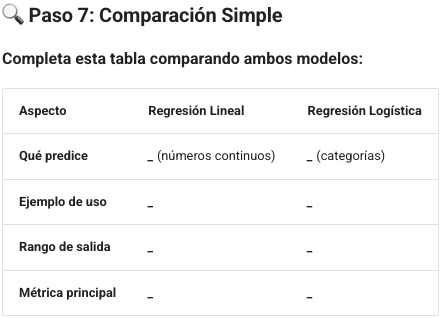 🔍 Paso 7: Comparación Simple
Completa esta tabla comparando ambos modelos:
Aspecto Regresión Lineal Regresión Logística
Qué predice _ (números continuos) _ (categorías)
Ejemplo de uso _ _
Rango de salida _ _
Métrica principal _ _